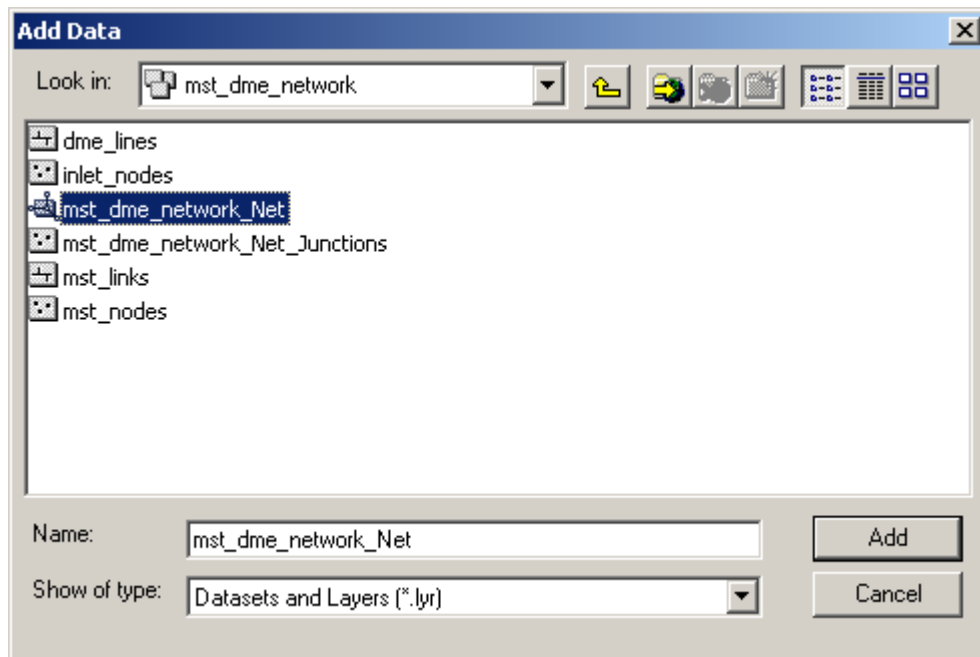 Add Data
Look in: mst_dme_network
dme_lines
inlet_nodes
mst_dme_network_Net
mst_dme_network_Net_Junctions
mst_links
mst_nodes
Name: mst_dme_network_Net Add
Show of type: Datasets and Layers (*.lyr) Cancel